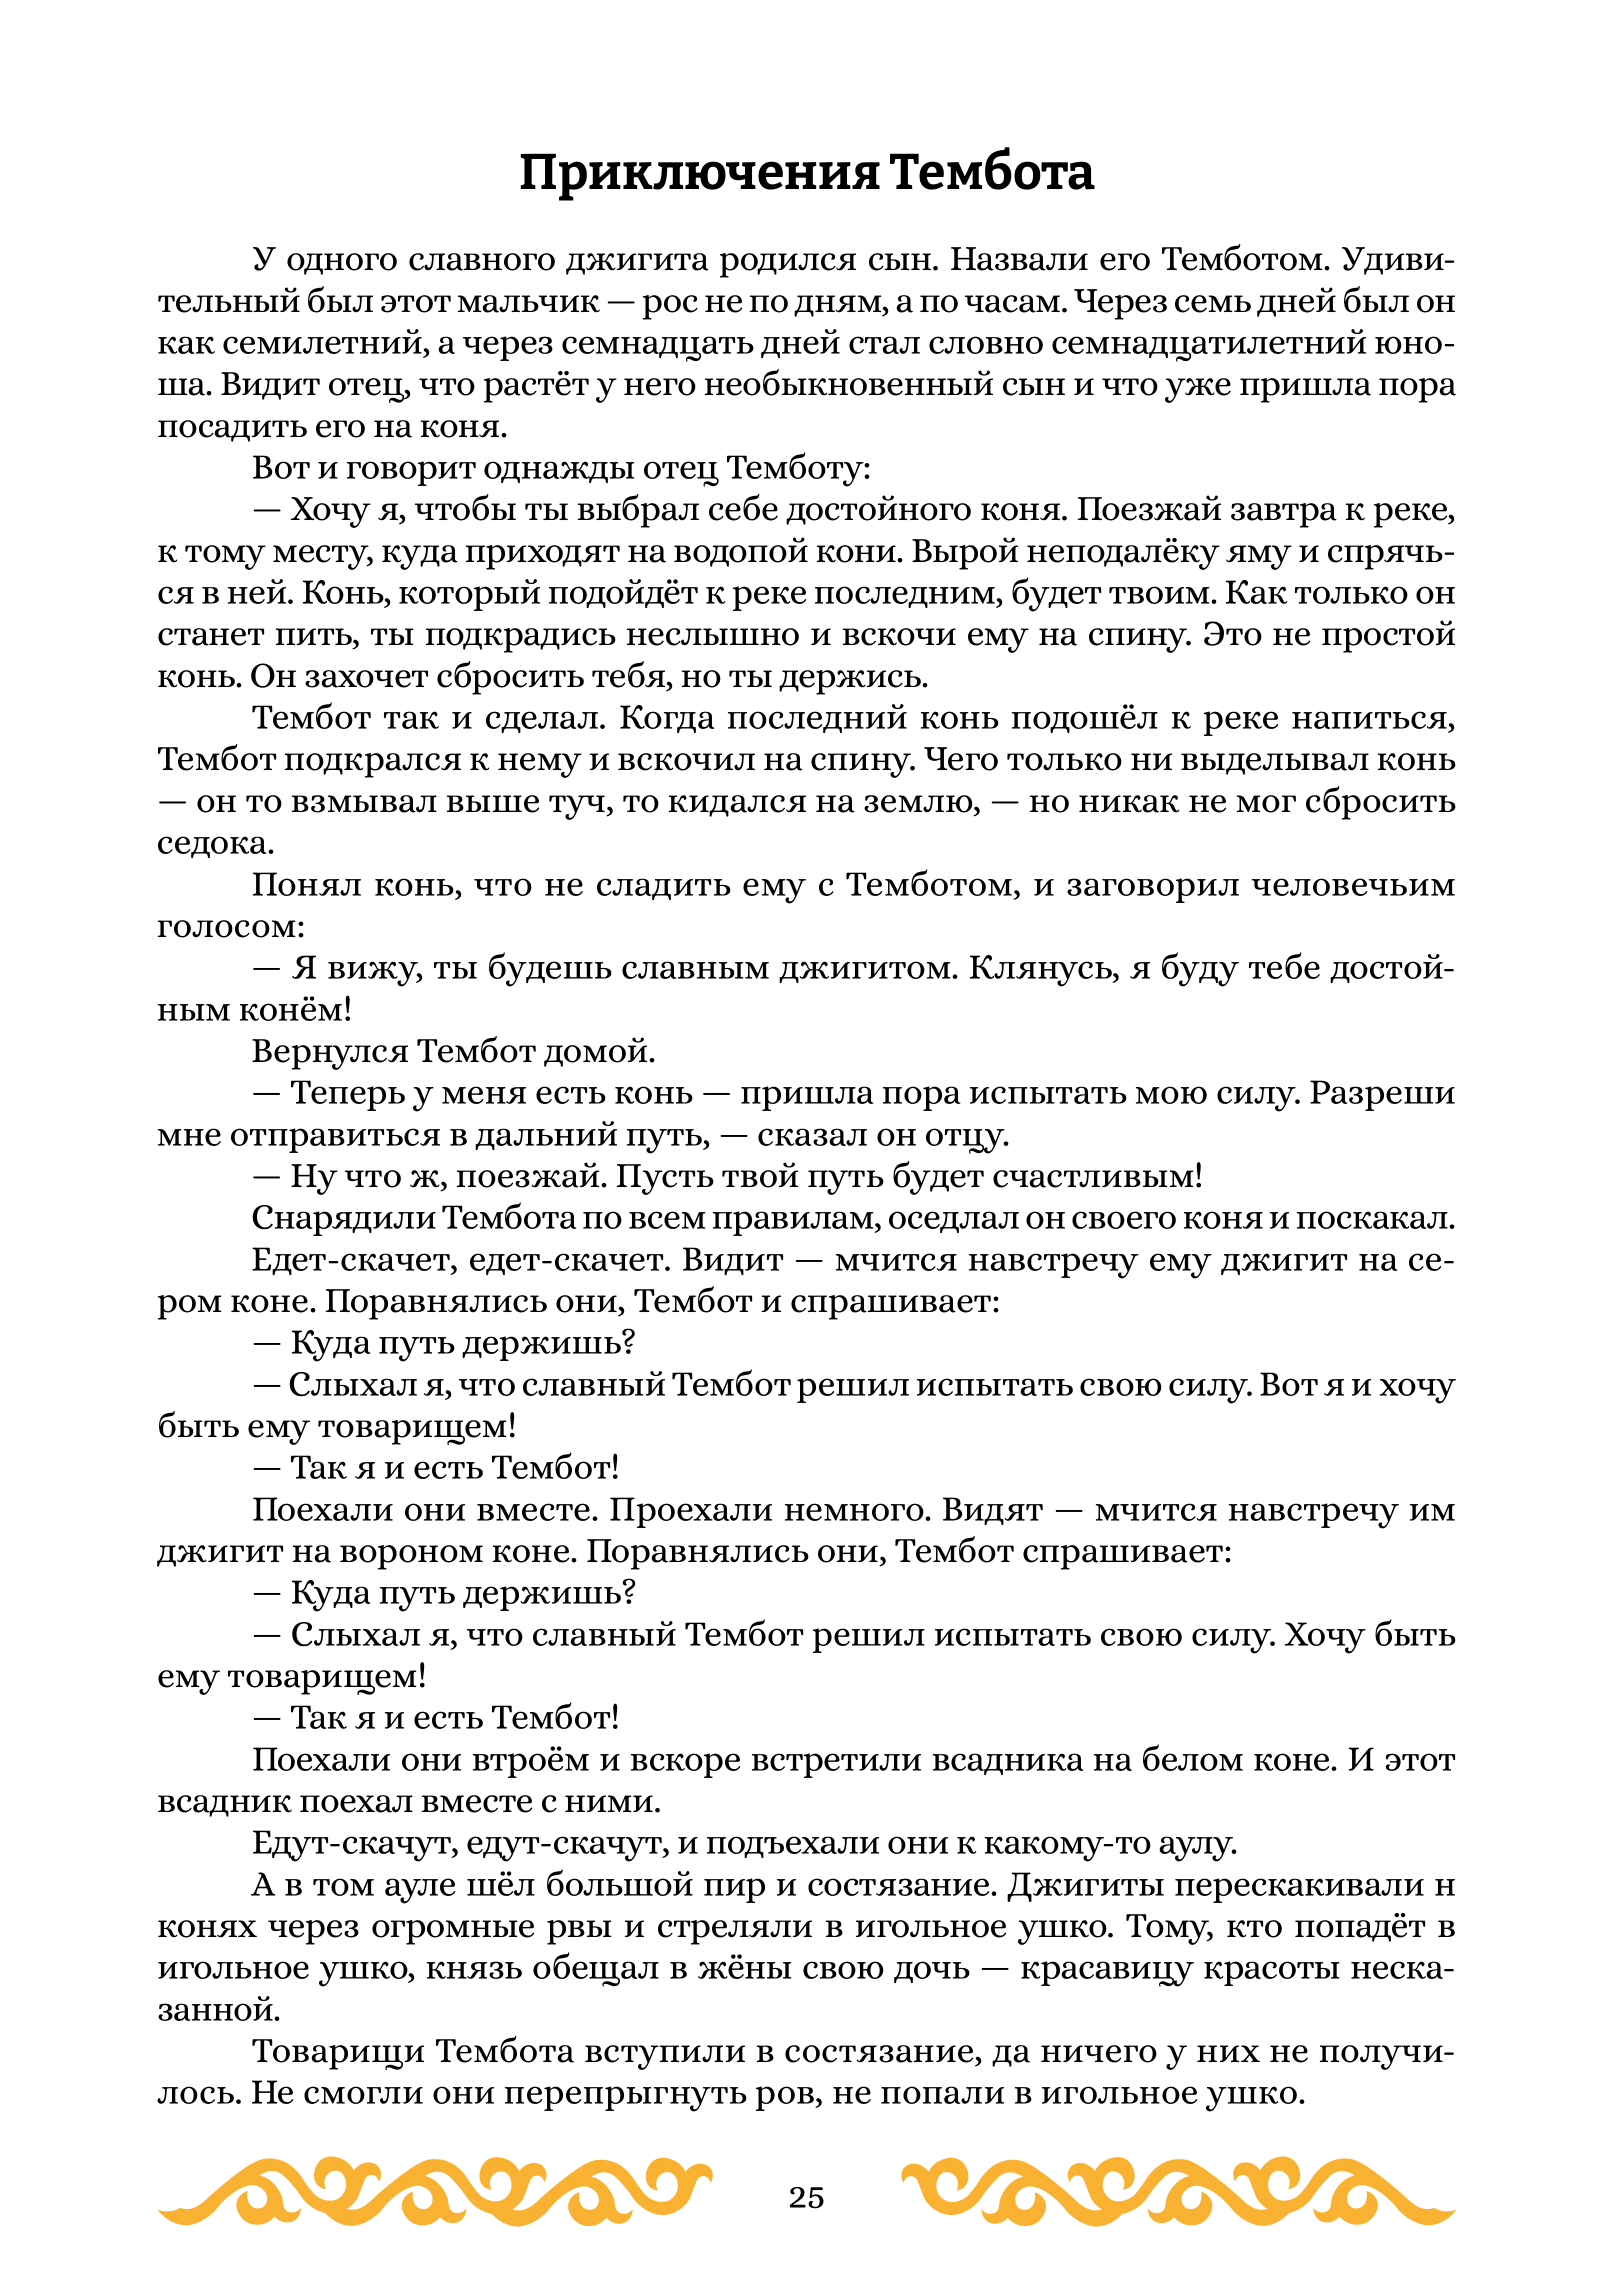 Приключения Тембота
У одного славного джигита родился сын. Назвали его Темботом. Удиви-
тельный был этот мальчик — рос не по дням, а по часам. Через семь дней был он
как семилетний, а через семнадцать дней стал словно семнадцатилетний юно-
ша. Видит отец, что растёт у него необыкновенный сын и что уже пришла пора
посадить его на коня.
Вот и говорит однажды отец Темботу:
— Хочу я, чтобы ты выбрал себе достойного коня. Поезжай завтра к реке,
к тому месту, куда приходят на водопой кони. Вырой неподалёку яму и спрячь-
ся в ней. Конь, который подойдёт к реке последним, будет твоим. Как только он
станет пить, ты подкрадись неслышно и вскочи ему на спину. Это не простой
конь. Он захочет сбросить тебя, но ты держись.
Тембот так и сделал. Когда последний конь подошёл к реке напиться,
Тембот подкрался к нему и вскочил на спину. Чего только ни выделывал конь
— он то взмывал выше туч, то кидался на землю, — но никак не мог сбросить
седока.
Понял конь, что не сладить ему с Темботом, и заговорил человечьим
голосом:
— Я вижу, ты будешь славным джигитом. Клянусь, я буду тебе достой-
ным конём!
Вернулся Тембот домой.
— Теперь у меня есть конь — пришла пора испытать мою силу. Разреши
мне отправиться в дальний путь, — сказал он отцу.
— Ну что ж, поезжай. Пусть твой путь будет счастливым!
Снарядили Тембота по всем правилам, оседлал он своего коня и поскакал.
Едет-скачет, едет-скачет. Видит — мчится навстречу ему джигит на се-
ром коне. Поравнялись они, Тембот и спрашивает:
— Куда путь держишь?
— Слыхал я, что славный Тембот решил испытать свою силу. Вот я и хочу
быть ему товарищем!
— Так я и есть Тембот!
Поехали они вместе. Проехали немного. Видят — мчится навстречу им
джигит на вороном коне. Поравнялись они, Тембот спрашивает:
— Куда путь держишь?
— Слыхал я, что славный Тембот решил испытать свою силу. Хочу быть
ему товарищем!
— Так я и есть Тембот!
Поехали они втроём и вскоре встретили всадника на белом коне. И этот
всадник поехал вместе с ними.
Едут-скачут, едут-скачут, и подъехали они к какому-то аулу.
А в том ауле шёл большой пир и состязание. Джигиты перескакивали н
конях через огромные рвы и стреляли в игольное ушко. Тому, кто попадёт в
игольное ушко, князь обещал в жёны свою дочь — красавицу красоты неска-
занной.
Товарищи Тембота вступили в состязание, да ничего у них не получи-
лось. Не смогли они перепрыгнуть ров, не попали в игольное ушко.
25